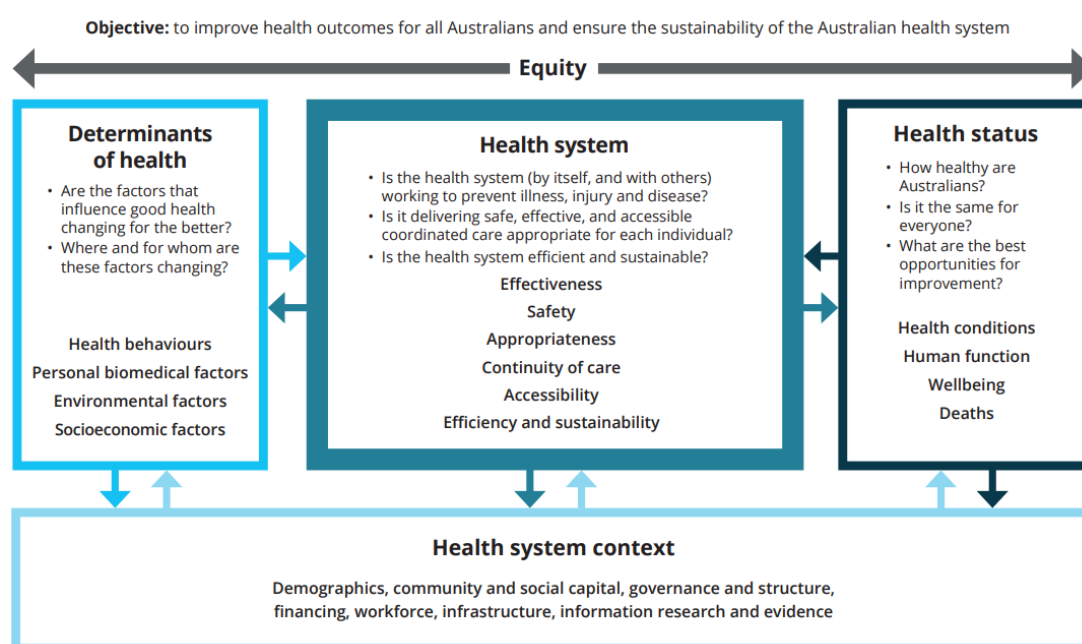 Objective: to improve health outcomes for all Australians and ensure the sustainability of the Australian health system
Equity
Determinants
of health
• Are the factors that
influence good health
changing for the better?
• Where and for whom are
these factors changing?
Health behaviours
Personal biomedical factors
Environmental factors
Socioeconomic factors
Health system
• Is the health system (by itself, and with others)
working to prevent illness, injury and disease?
• Is it delivering safe, effective, and accessible
coordinated care appropriate for each individual?
• Is the health system efficient and sustainable?
Effectiveness
Safety
Appropriateness
Continuity of care
Accessibility
Efficiency and sustainability
Health status
• How healthy are
Australians?
• Is it the same for
everyone?
• What are the best
opportunities for
improvement?
Health conditions
Human function
Wellbeing
Deaths
Health system context
Demographics, community and social capital, governance and structure,
financing, workforce, infrastructure, information research and evidence